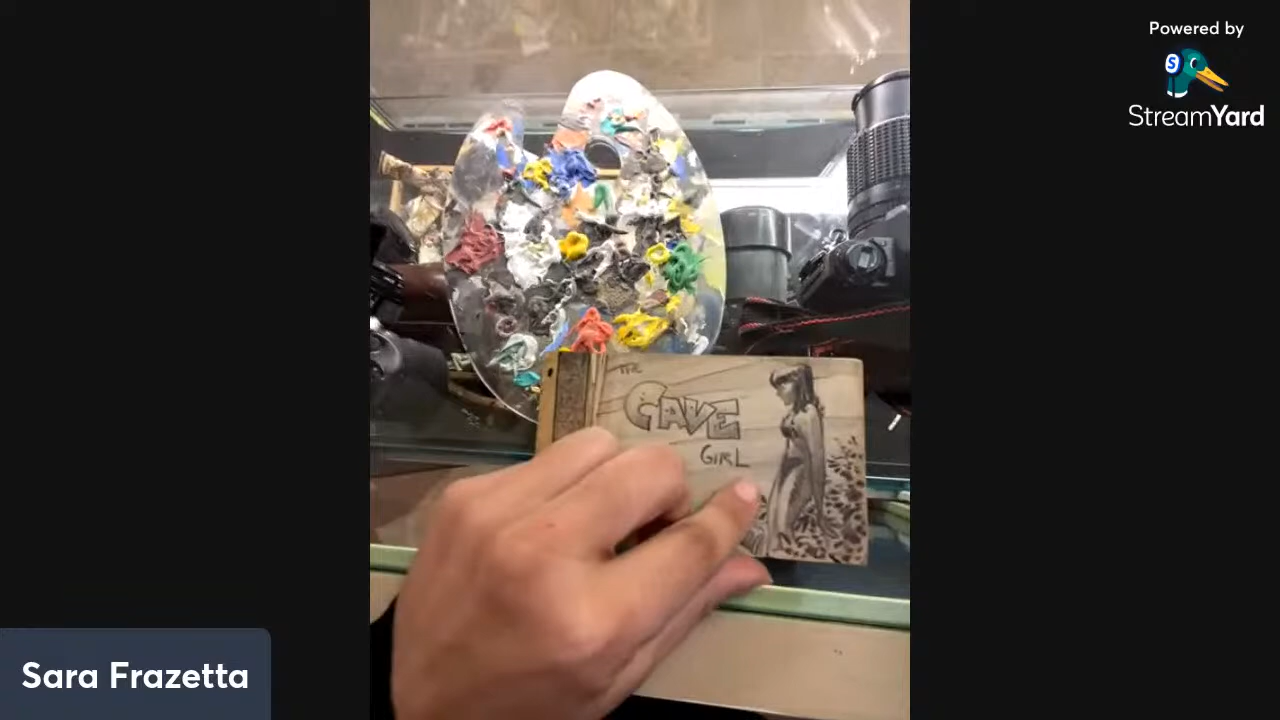 Powered by
S
StreamYard
THE
CAVE
GIRL
Sara Frazetta